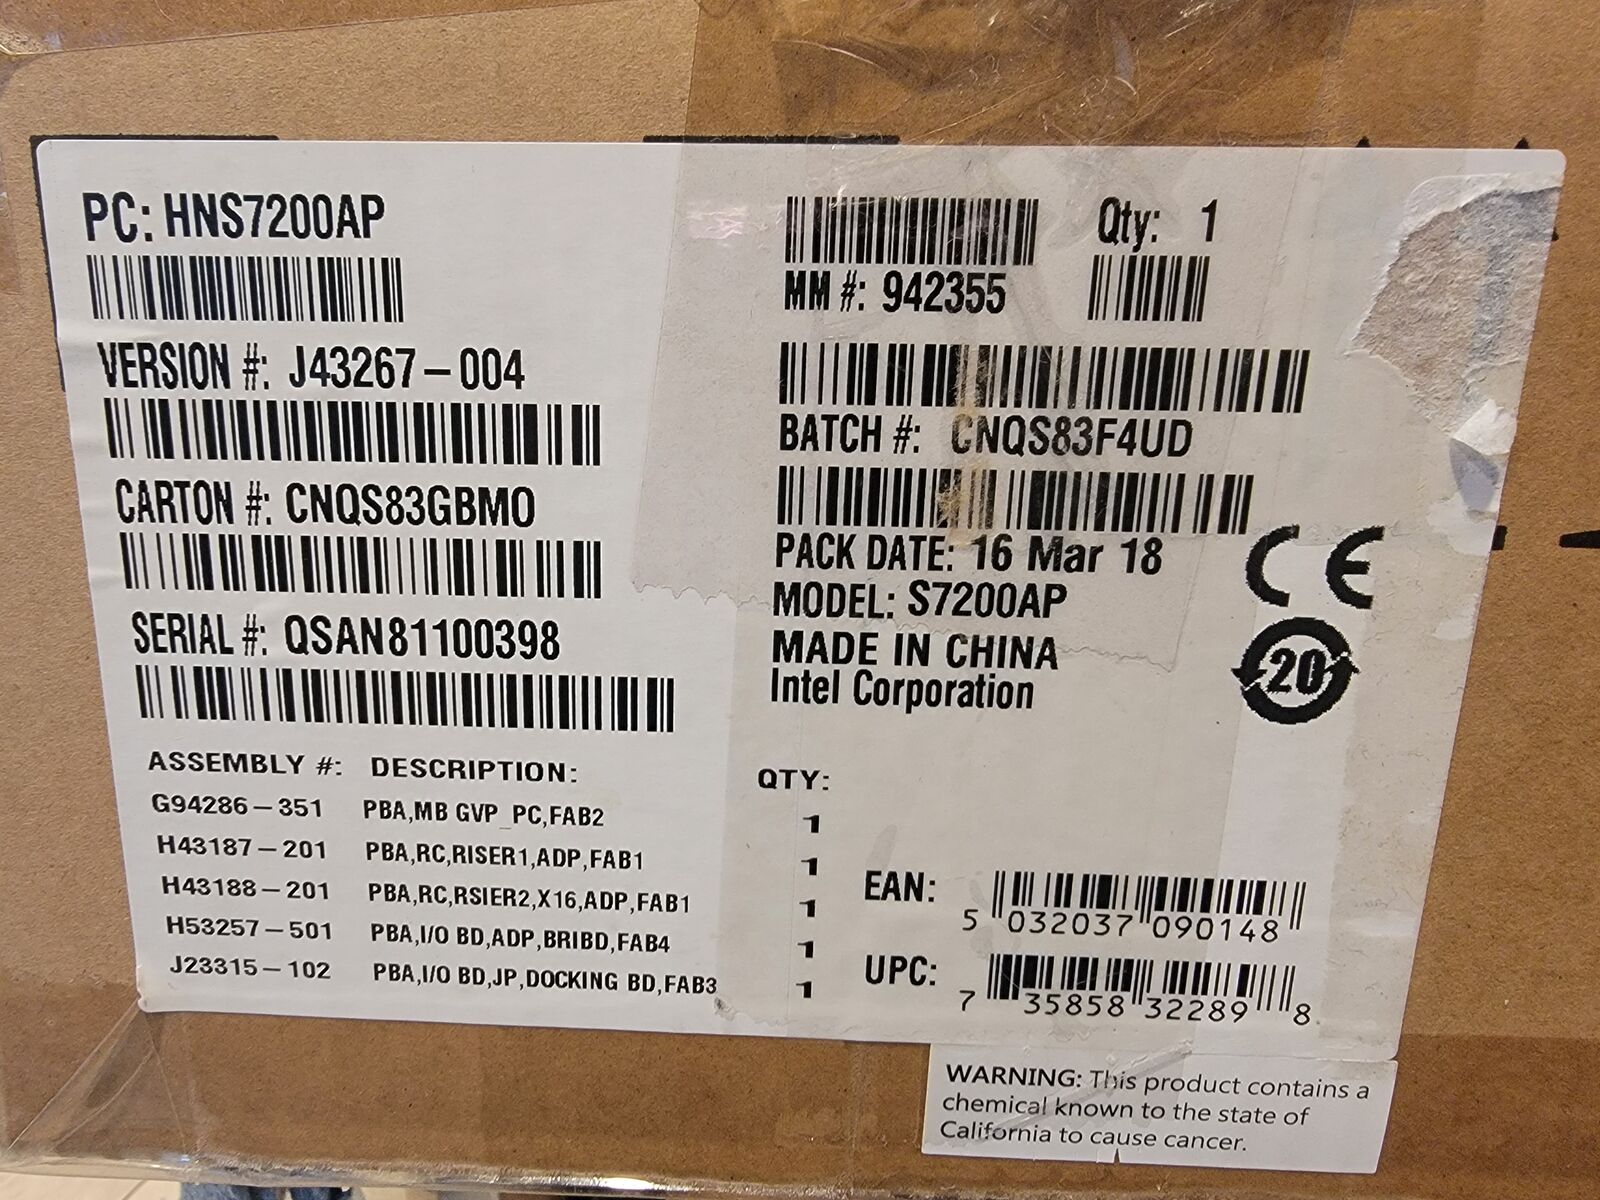 PC: HNS7200AP
VERSION #: J43267-004
CARTON #: CNQS83GBM0
SERIAL #: QSAN81100398
MM #: 942355
Qty: 1
BATCH #: CNQS83F4UD
PACK DATE: 16 Mar 18
MODEL: S7200AP
MADE IN CHINA
Intel Corporation
CE
20
ASSEMBLY #: DESCRIPTION: QTY:
G94286-351 PBA,MB GVP_PC,FAB2 1
H43187-201 PBA,RC,RISER1,ADP,FAB1 1
H43188-201 PBA,RC,RSIER2,X16,ADP,FAB1 1
H53257-501 PBA,I/O BD,ADP,BRIBD,FAB4 1
J23315-102 PBA,I/O BD,JP,DOCKING BD,FAB3 1
EAN: 5 032037 090148
UPC: 7 35858 32289 8
WARNING: This product contains a
chemical known to the state of
California to cause cancer.